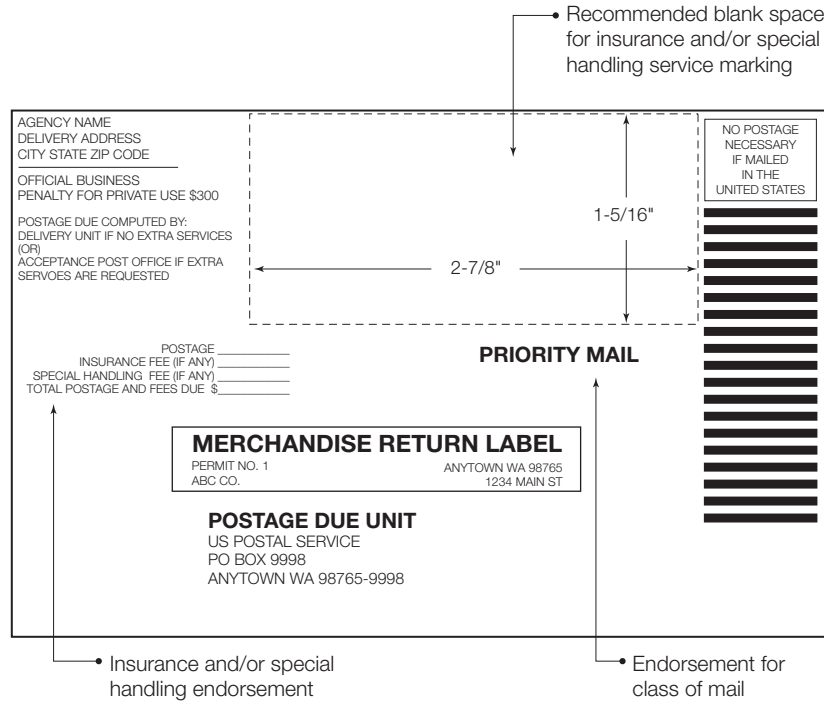 Recommended blank space
for insurance and/or special
handling service marking
AGENCY NAME
DELIVERY ADDRESS
CITY STATE ZIP CODE
OFFICIAL BUSINESS
PENALTY FOR PRIVATE USE $300
POSTAGE DUE COMPUTED BY:
DELIVERY UNIT IF NO EXTRA SERVICES
(OR)
ACCEPTANCE POST OFFICE IF EXTRA
SERVOES ARE REQUESTED
NO POSTAGE
NECESSARY
IF MAILED
IN THE
UNITED STATES
1-5/16"
2-7/8"
POSTAGE
INSURANCE FEE (IF ANY)
SPECIAL HANDLING FEE (IF ANY)
TOTAL POSTAGE AND FEES DUE $
PRIORITY MAIL
MERCHANDISE RETURN LABEL
PERMIT NO. 1 ANYTOWN WA 98765
ABC CO. 1234 MAIN ST
POSTAGE DUE UNIT
US POSTAL SERVICE
PO BOX 9998
ANYTOWN WA 98765-9998
Insurance and/or special
handling endorsement
Endorsement for
class of mail